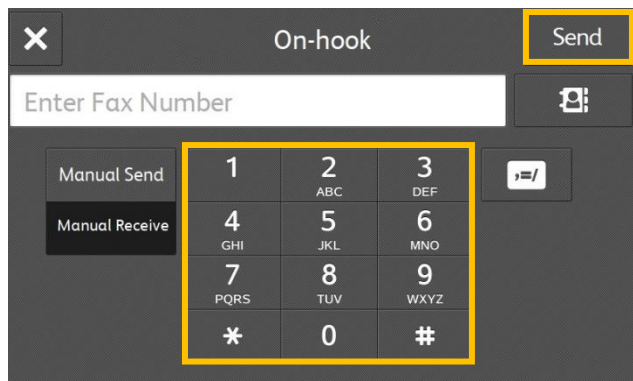 On-hook
Send
Enter Fax Number
,=/
Manual Send
Manual Receive
1
2
ABC
3
DEF
4
GHI
5
JKL
6
MNO
7
PQRS
8
TUV
9
WXYZ
*
0
#